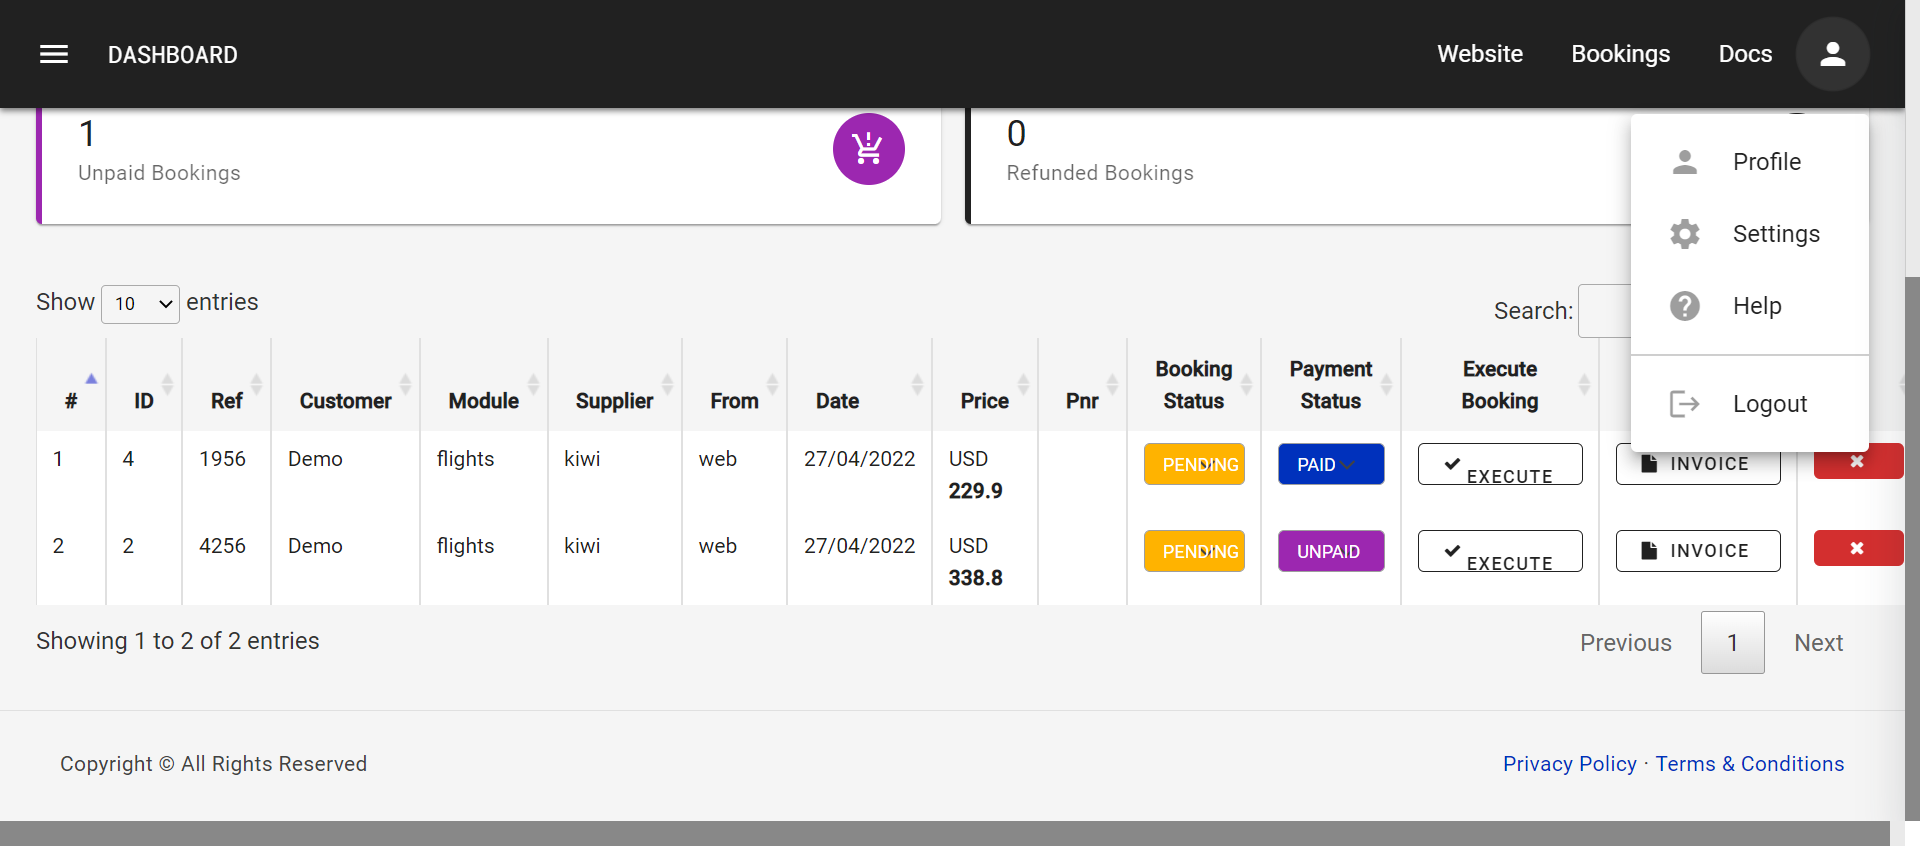 DASHBOARD
Website Bookings Docs
1
Unpaid Bookings
0
Refunded Bookings
Profile
Settings
Help
Logout
Show 10 entries
Search:
# ID Ref Customer Module Supplier From Date Price Pnr Booking Status Payment Status Execute Booking
1 4 1956 Demo flights kiwi web 27/04/2022 USD 229.9 PENDING PAID EXECUTE INVOICE
2 2 4256 Demo flights kiwi web 27/04/2022 USD 338.8 PENDING UNPAID EXECUTE INVOICE
Showing 1 to 2 of 2 entries
Previous 1 Next
Copyright © All Rights Reserved
Privacy Policy · Terms & Conditions